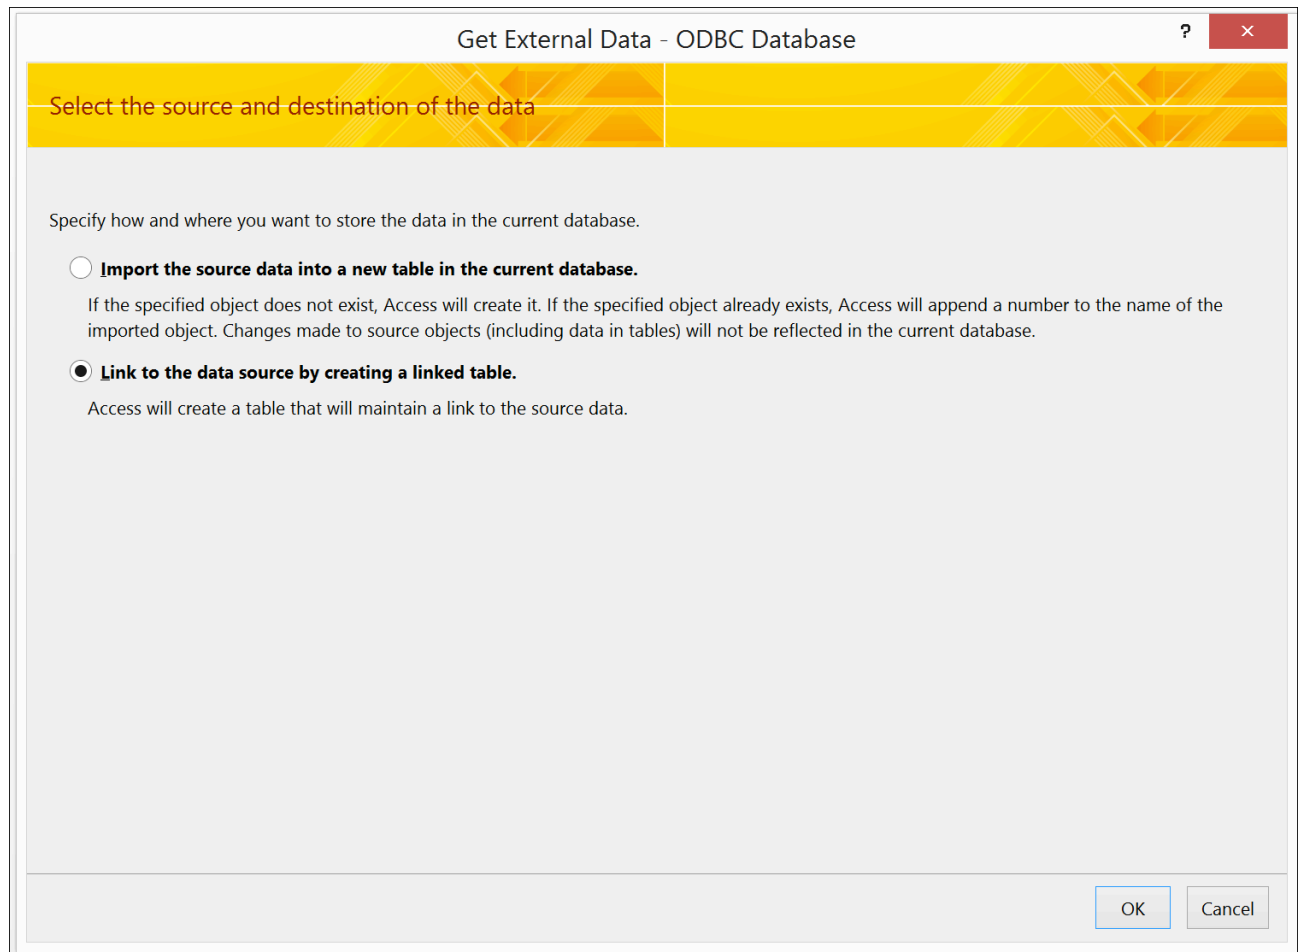 Get External Data - ODBC Database
?
Select the source and destination of the data
Specify how and where you want to store the data in the current database.
Import the source data into a new table in the current database.
If the specified object does not exist, Access will create it. If the specified object already exists, Access will append a number to the name of the
imported object. Changes made to source objects (including data in tables) will not be reflected in the current database.
Link to the data source by creating a linked table.
Access will create a table that will maintain a link to the source data.
OK
Cancel